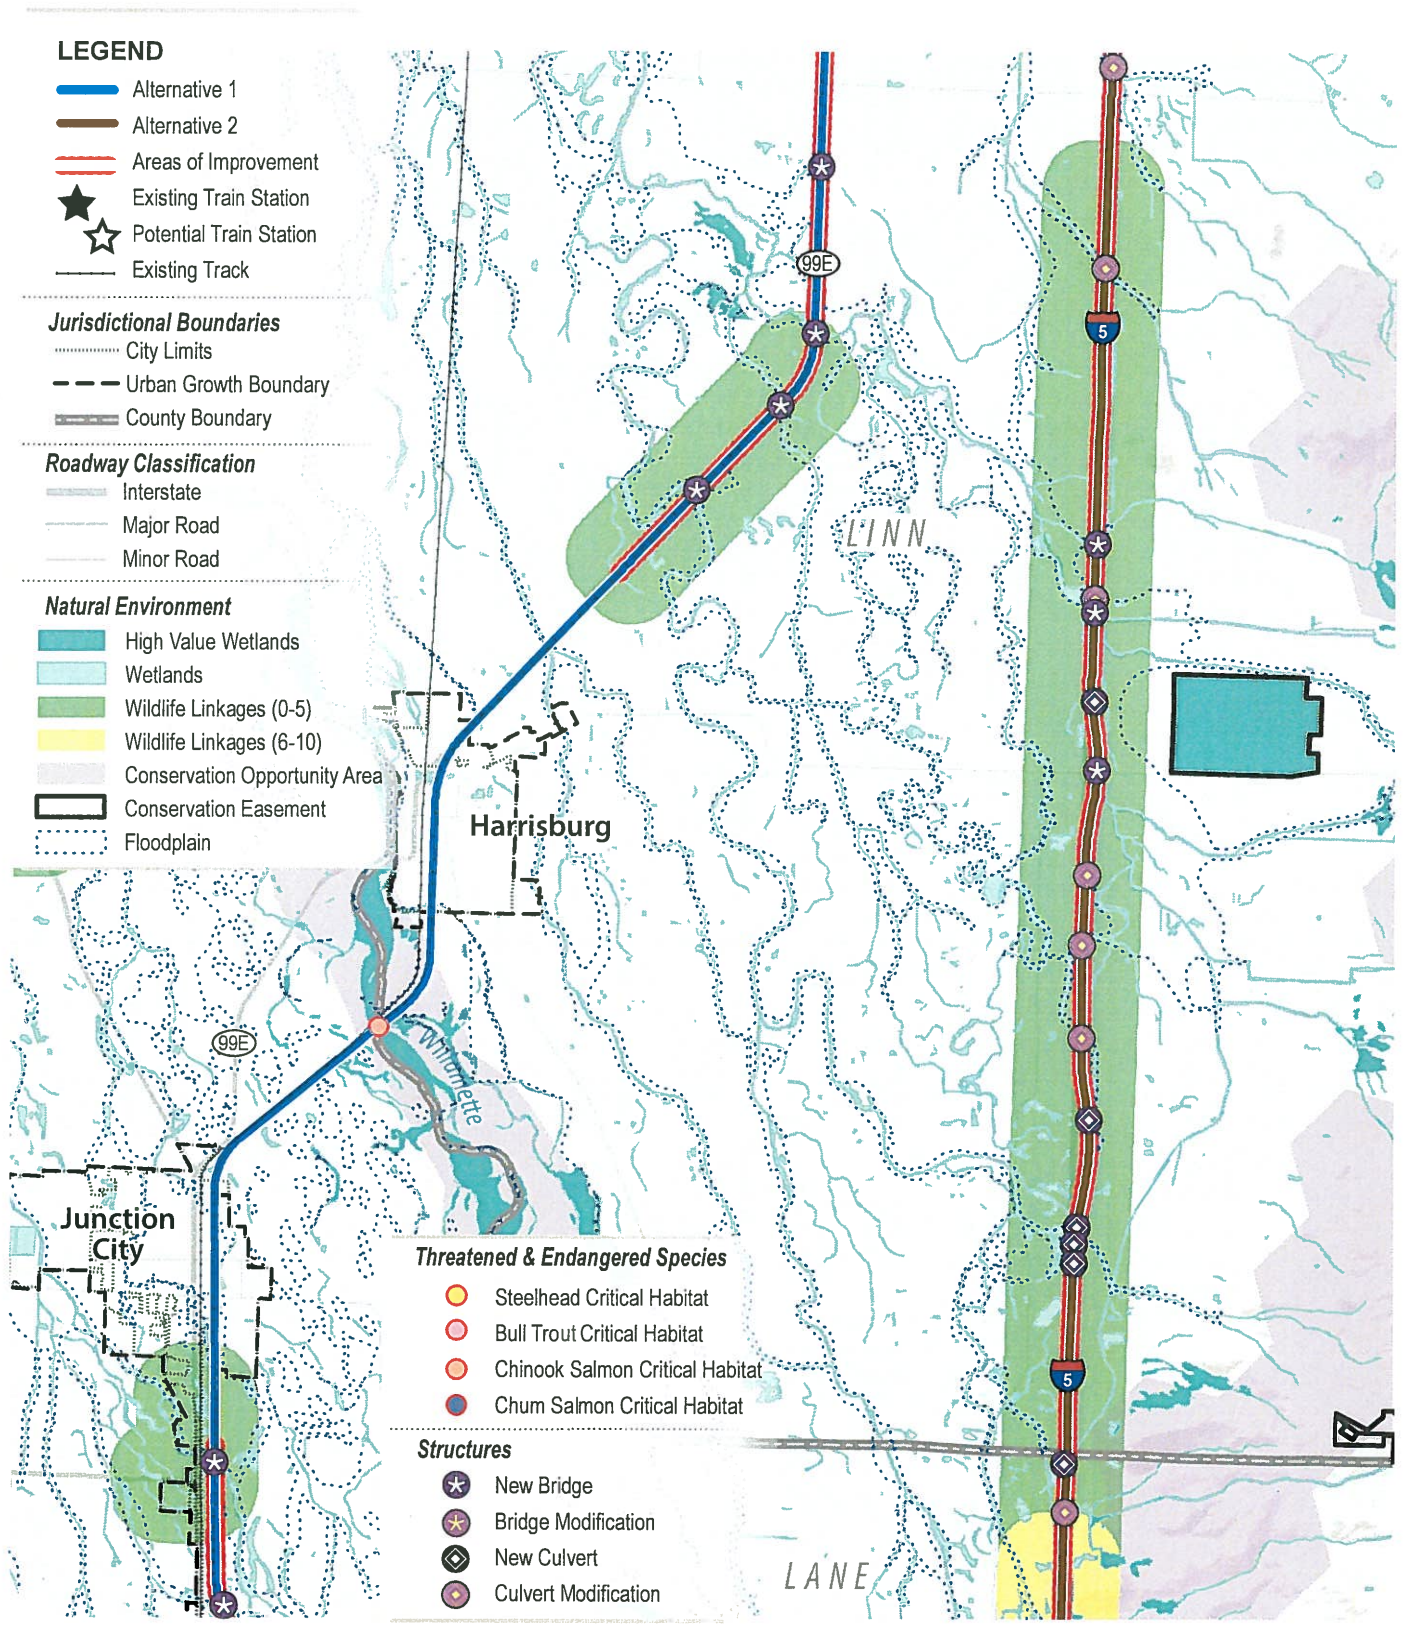 LEGEND
Alternative 1
Alternative 2
Areas of Improvement
Existing Train Station
Potential Train Station
Existing Track
Jurisdictional Boundaries
City Limits
Urban Growth Boundary
County Boundary
Roadway Classification
Interstate
Major Road
Minor Road
Natural Environment
High Value Wetlands
Wetlands
Wildlife Linkages (0-5)
Wildlife Linkages (6-10)
Conservation Opportunity Area
Conservation Easement
Floodplain
99E
5
LINN
Harrisburg
99E
Willamette
Junction
City
5
Threatened & Endangered Species
Steelhead Critical Habitat
Bull Trout Critical Habitat
Chinook Salmon Critical Habitat
Chum Salmon Critical Habitat
Structures
New Bridge
Bridge Modification
New Culvert
Culvert Modification
LANE